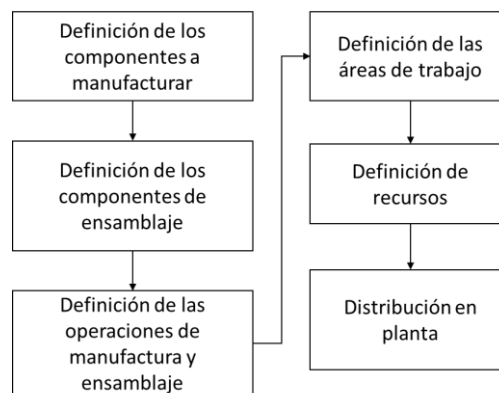 Definición de los
componentes a
manufacturar
Definición de los
componentes de
ensamblaje
Definición de las
operaciones de
manufactura y
ensamblaje
Definición de las
áreas de trabajo
Definición de
recursos
Distribución en
planta